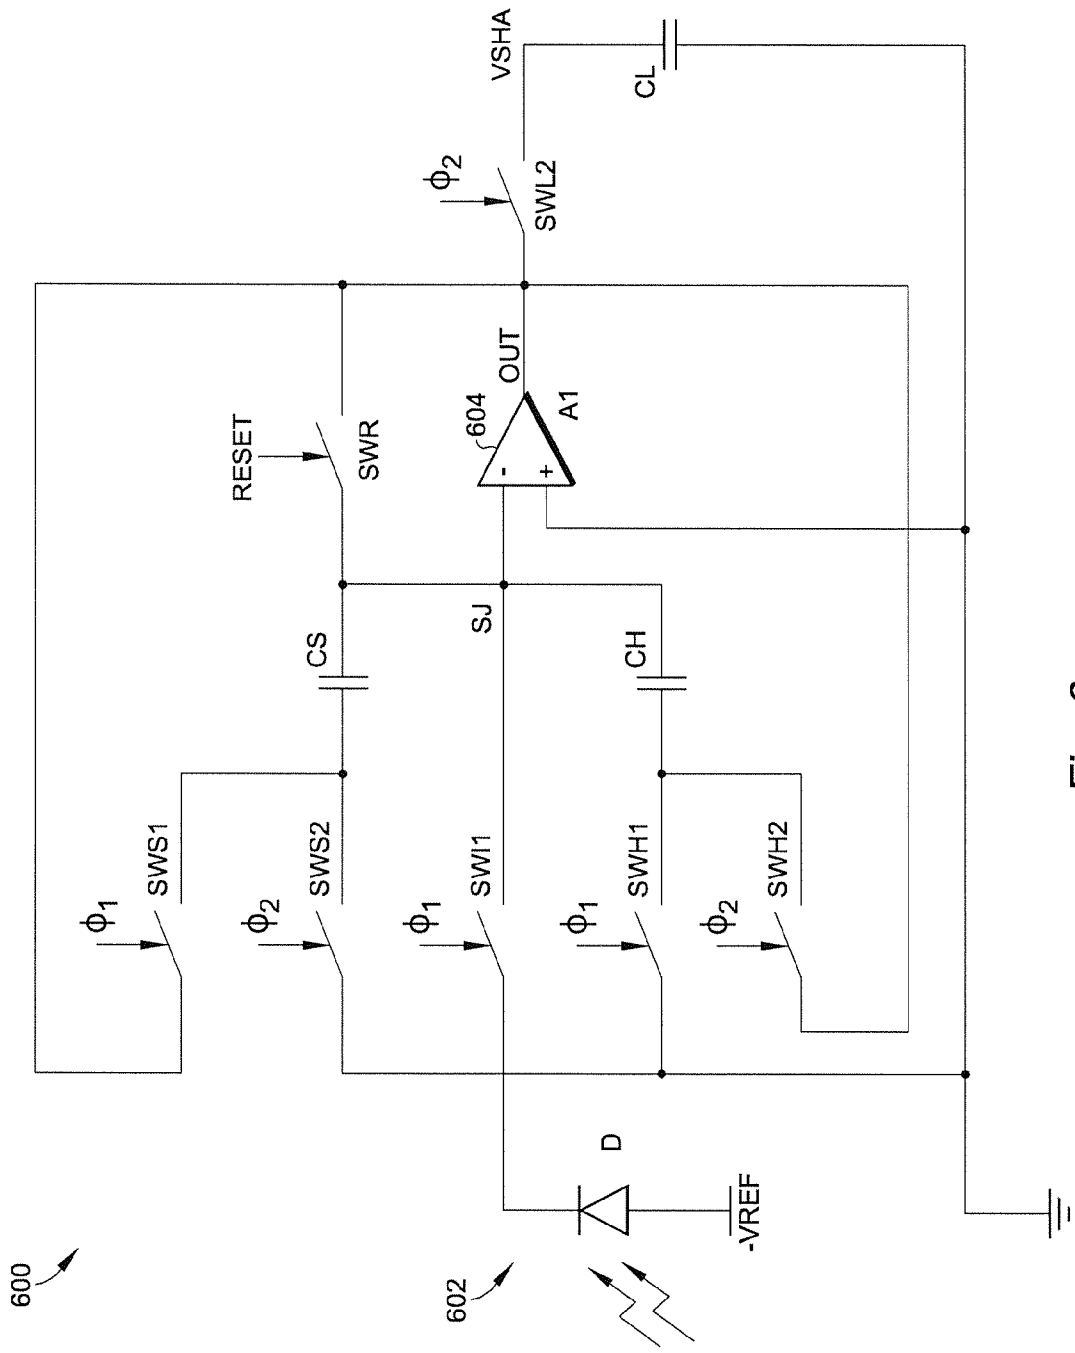 600
602
D
-VREF
ϕ1
SWS1
ϕ2
SWS2
ϕ1
SWI1
ϕ1
SWH1
ϕ2
SWH2
CS
SJ
CH
RESET
SWR
604
-
+
A1
OUT
ϕ2
SWL2
VSHA
CL